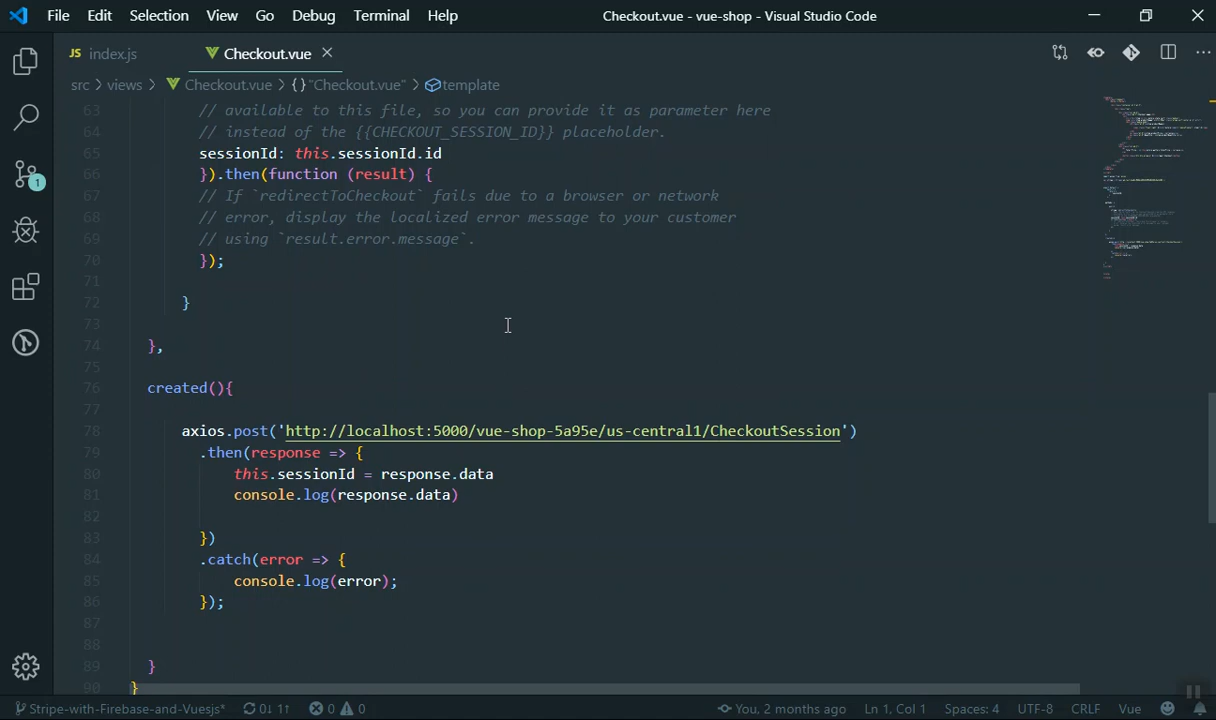 File Edit Selection View Go Debug Terminal Help Checkout.vue - vue-shop - Visual Studio Code
JS index.js Checkout.vue
src > views > Checkout.vue > {} "Checkout.vue" > template
63 // available to this file, so you can provide it as parameter here
64 // instead of the {{CHECKOUT_SESSION_ID}} placeholder.
65 sessionId: this.sessionId.id
66 }).then(function (result) {
67 // If `redirectToCheckout` fails due to a browser or network
68 // error, display the localized error message to your customer
69 // using `result.error.message`.
70 });
71
72 }
73
74 },
75
76 created(){
77
78 axios.post('http://localhost:5000/vue-shop-5a95e/us-central1/CheckoutSession')
79 .then(response => {
80 this.sessionId = response.data
81 console.log(response.data)
82
83 })
84 .catch(error => {
85 console.log(error);
86 });
87
88
89 }
90 }
1
Stripe-with-Firebase-and-Vuejs* 0↓ 1↑ 0 0 You, 2 months ago Ln 1, Col 1 Spaces: 4 UTF-8 CRLF Vue